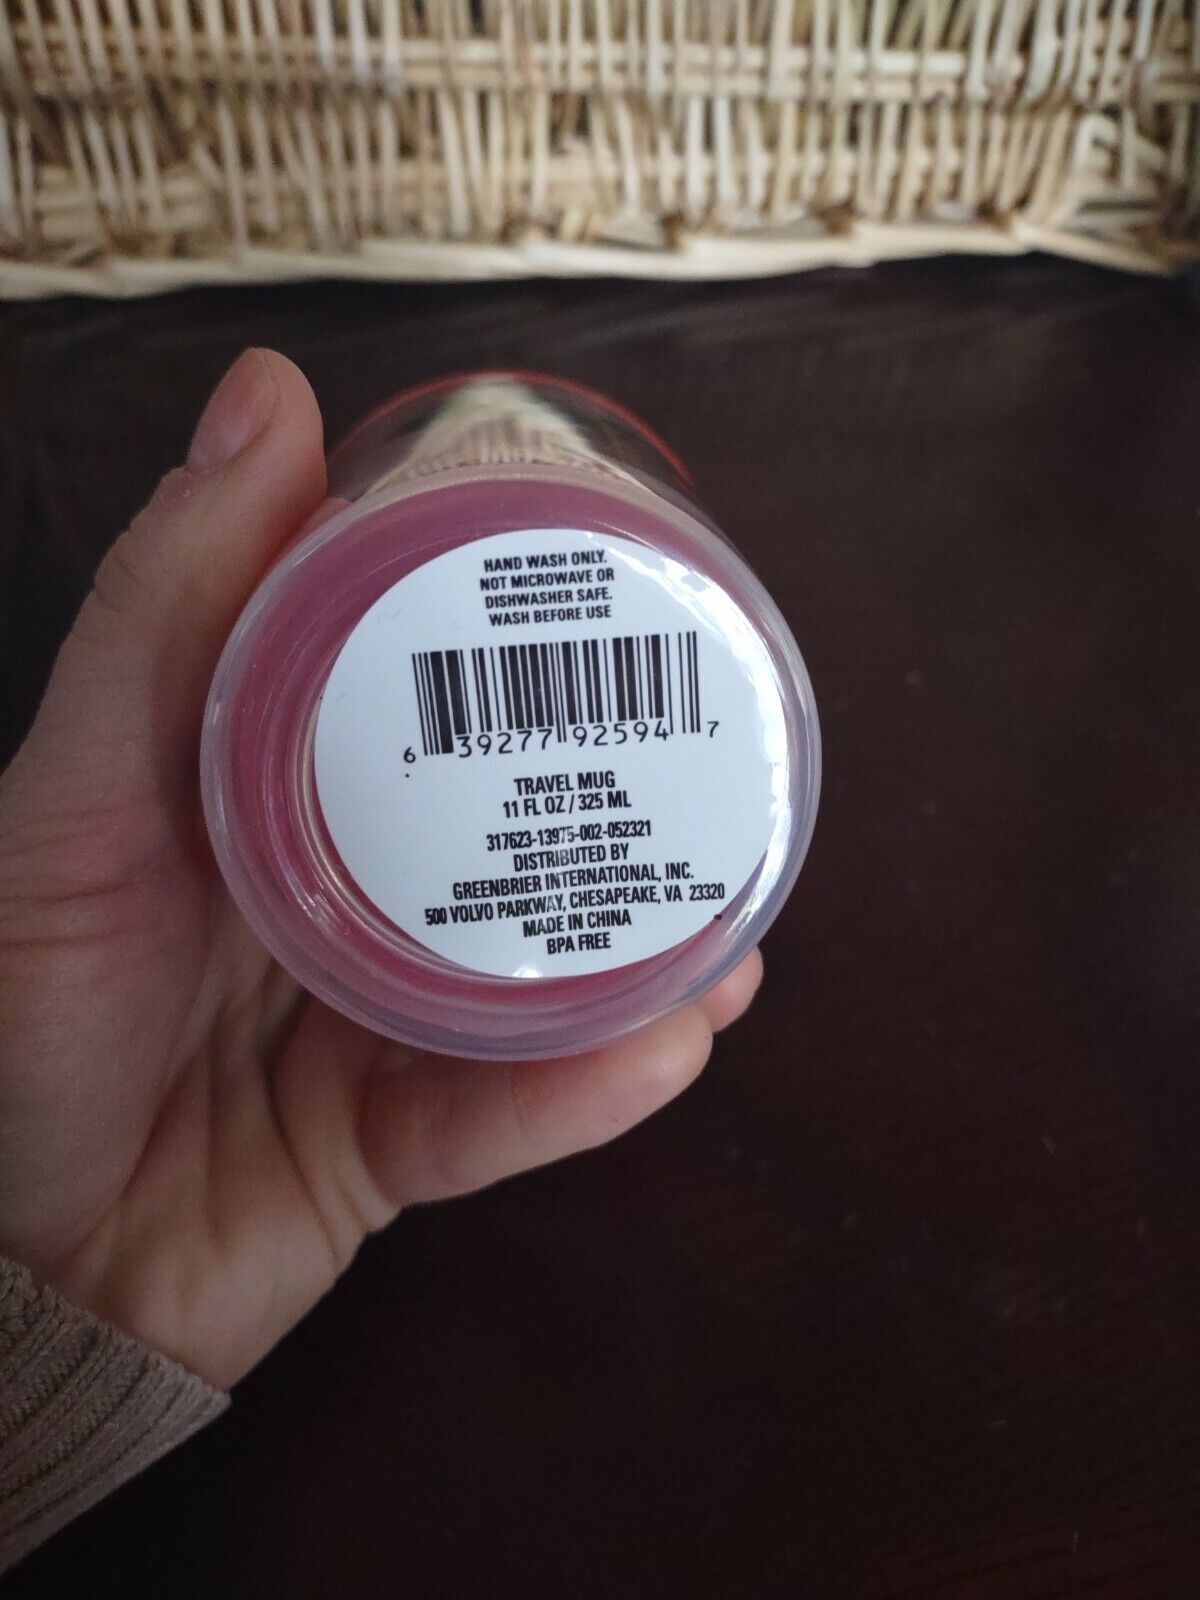 HAND WASH ONLY.
NOT MICROWAVE OR
DISHWASHER SAFE.
WASH BEFORE USE
6 39277 92594 7
TRAVEL MUG
11 FL OZ / 325 ML
317623-13975-002-052321
DISTRIBUTED BY
GREENBRIER INTERNATIONAL, INC.
500 VOLVO PARKWAY, CHESAPEAKE, VA 23320
MADE IN CHINA
BPA FREE